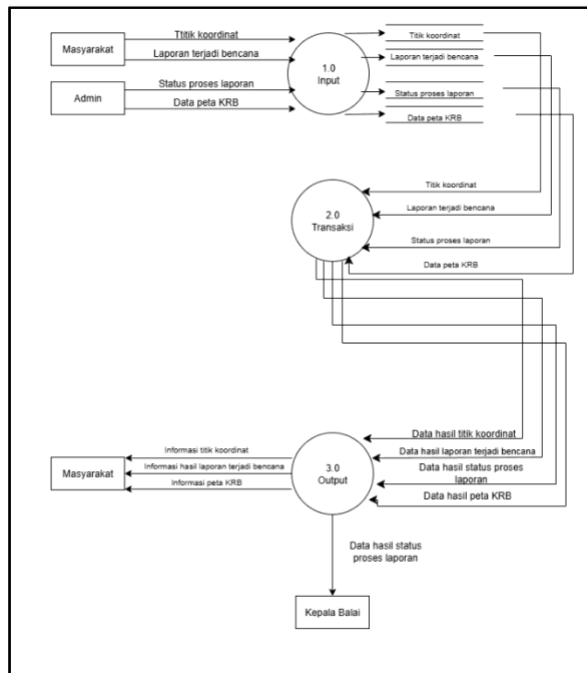 Masyarakat
Ttitik koordinat
Laporan terjadi bencana
Admin
Status proses laporan
Data peta KRB
1.0
Input
Titik koordinat
Laporan terjadi bencana
Status proses laporan
Data peta KRB
2.0
Transaksi
Titik koordinat
Laporan terjadi bencana
Status proses laporan
Data peta KRB
3.0
Output
Data hasil titik koordinat
Data hasil laporan terjadi bencana
Data hasil status proses
laporan
Data hasil peta KRB
Masyarakat
Informasi titik koordinat
Informasi hasil laporan terjadi bencana
Informasi peta KRB
Data hasil status
proses laporan
Kepala Balai